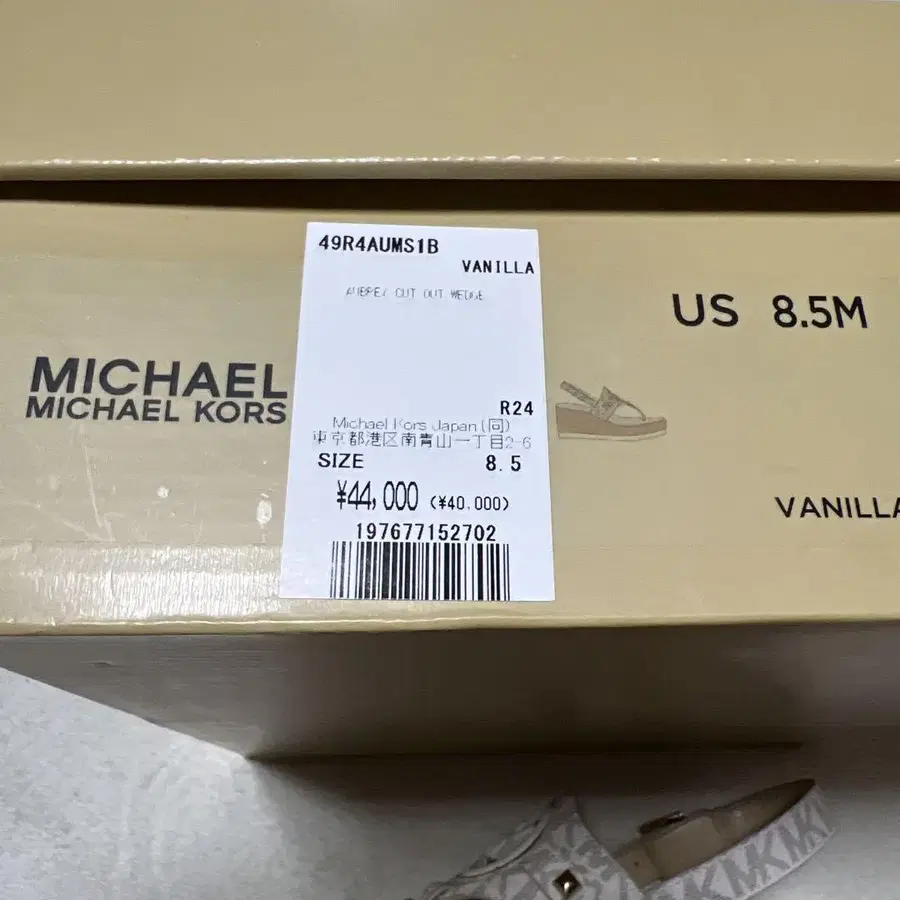 49R4AUMS1B
VANILLA
AUBREY CUT OUT WEDGE
US 8.5M
MICHAEL
MICHAEL KORS
R24
Michael Kors Japan (同)
東京都港区南青山一丁目2-6
SIZE 8.5
¥44,000 (¥40,000)
197677152702
VANILLA
MK